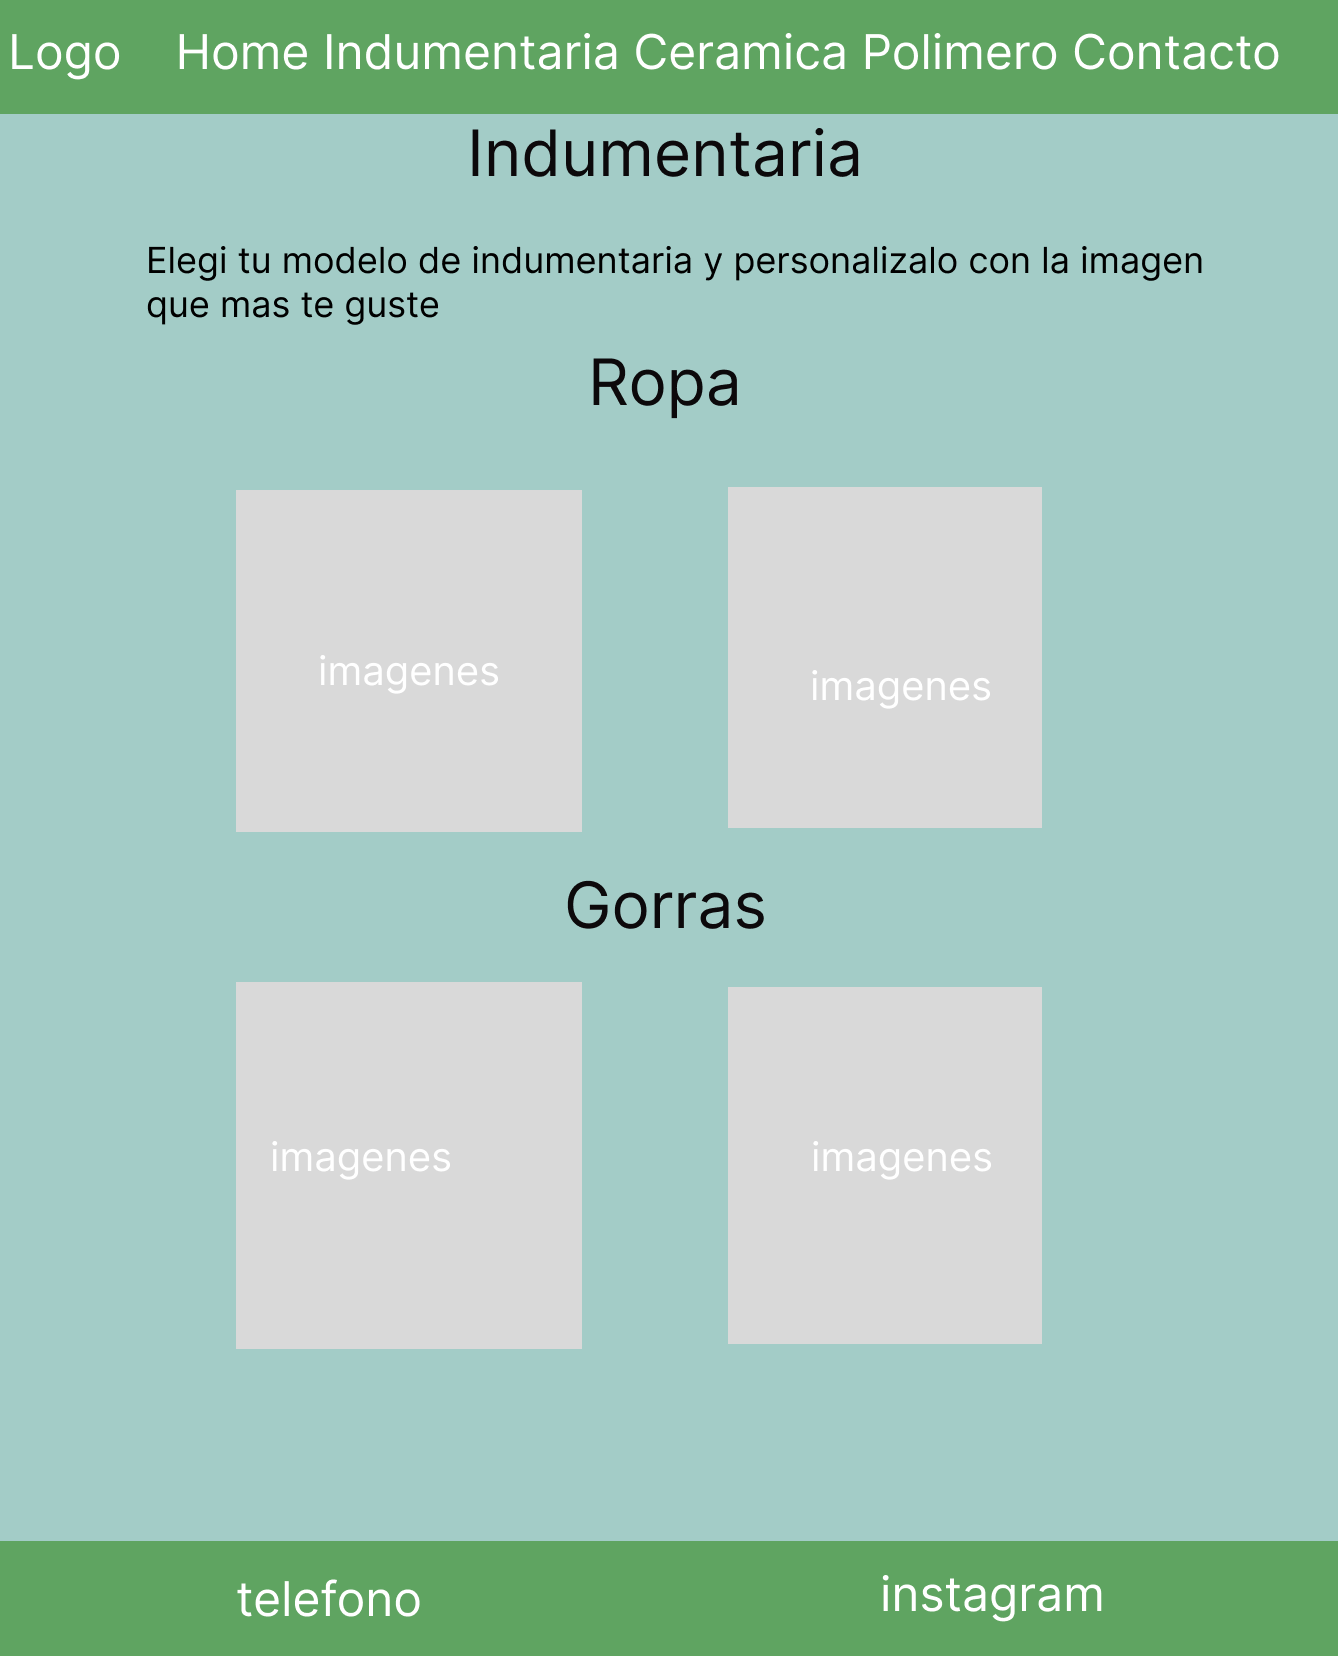 Logo Home Indumentaria Ceramica Polimero Contacto
Indumentaria
Elegi tu modelo de indumentaria y personalizalo con la imagen
que mas te guste
Ropa
imagenes
imagenes
Gorras
imagenes
imagenes
telefono
instagram